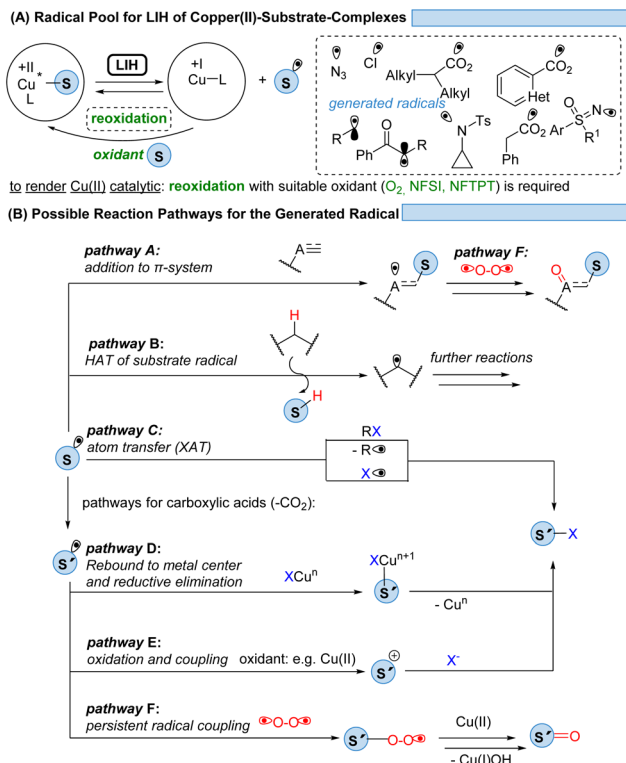 (A) Radical Pool for LIH of Copper(II)-Substrate-Complexes
+II
Cu * S
L
LIH
reoxidation
oxidant S
+I
Cu—L
+ S
N3
Cl
Alkyl CO2
Alkyl
CO2
Het
generated radicals
R
Ph O R
N Ts
CO2
Ph
O
Ar S N
R1
to render Cu(II) catalytic: reoxidation with suitable oxidant (O2, NFSI, NFTPT) is required
(B) Possible Reaction Pathways for the Generated Radical
pathway A:
addition to π-system
A
A S
pathway F:
O-O
O
A S
pathway B:
HAT of substrate radical
H
S H
further reactions
S
pathway C:
atom transfer (XAT)
RX
- R
X
pathways for carboxylic acids (-CO2):
S′—X
S′
pathway D:
Rebound to metal center
and reductive elimination
XCun
XCun+1
S′
- Cun
pathway E:
oxidation and coupling oxidant: e.g. Cu(II)
S′ ⊕
X-
pathway F:
persistent radical coupling
O-O
S′ O-O
Cu(II)
- Cu(I)OH
S′=O